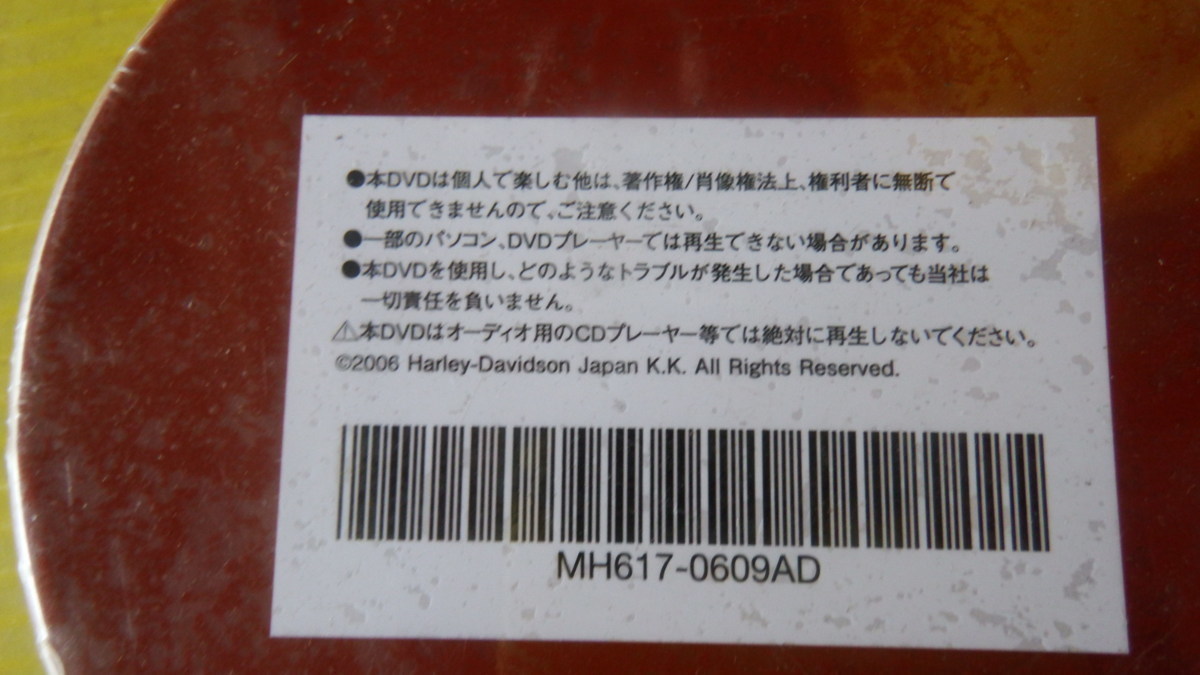 ●本DVDは個人で楽しむ他は、著作権/肖像権法上、権利者に無断で
使用できませんので、ご注意ください。
●一部のパソコン、DVDプレーヤーでは再生できない場合があります。
●本DVDを使用し、どのようなトラブルが発生した場合であっても当社は
一切責任を負いません。
⚠本DVDはオーディオ用のCDプレーヤー等では絶対に再生しないでください。
©2006 Harley-Davidson Japan K.K. All Rights Reserved.
MH617-0609AD